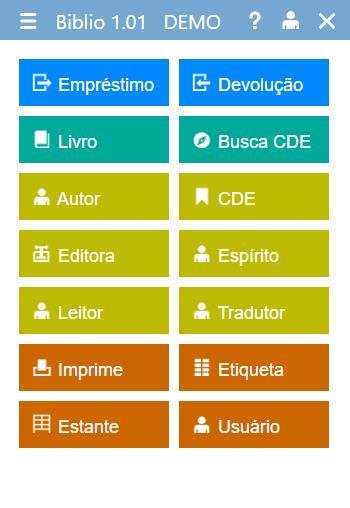 Biblio 1.01 DEMO ?
Empréstimo Devolução
Livro Busca CDE
Autor CDE
Editora Espírito
Leitor Tradutor
Imprime Etiqueta
Estante Usuário